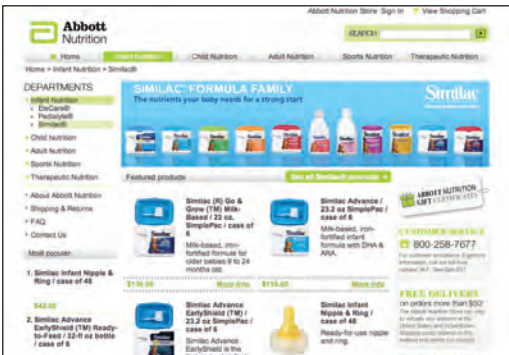 Abbott Nutrition Store Sign In View Shopping Cart
Abbott
Nutrition
SEARCH
Home Infant Nutrition Child Nutrition Adult Nutrition Sports Nutrition Therapeutic Nutrition
Home > Infant Nutrition > Similac®
DEPARTMENTS:
Infant Nutrition
EleCare®
Pedialyte®
Similac®
Child Nutrition
Adult Nutrition
Sports Nutrition
Therapeutic Nutrition
About Abbott Nutrition
Shipping & Returns
FAQ
Contact Us
Most popular
1. Similac Infant Nipple &
Ring / case of 48
$42.00
2. Similac Advance
EarlyShield (TM) Ready-
to-Feed / 32-fl oz bottle
/ case of 6
SIMILAC® FORMULA FAMILY
The nutrients your baby needs for a strong start
Similac
Featured products
See all Similac® products
Similac (R) Go &
Grow (TM) Milk-
Based / 22 oz.
SimplePac / case
of 6
Milk-based, iron-
fortified formula for
older babies 9 to 24
months old.
More info
Similac Advance /
23.2 oz SimplePac /
case of 6
Milk-based, iron-
fortified infant
formula with DHA &
ARA.
More info
Similac Advance
EarlyShield (TM) /
23.2 oz SimplePac /
case of 6
Similac Advance
EarlyShield is the
Similac Infant
Nipple & Ring /
case of 48
Ready-for-use nipple
and ring.
ABBOTT NUTRITION
GIFT CERTIFICATES
CUSTOMER SERVICE
800-258-7677
FREE DELIVERY
on orders more than $50*